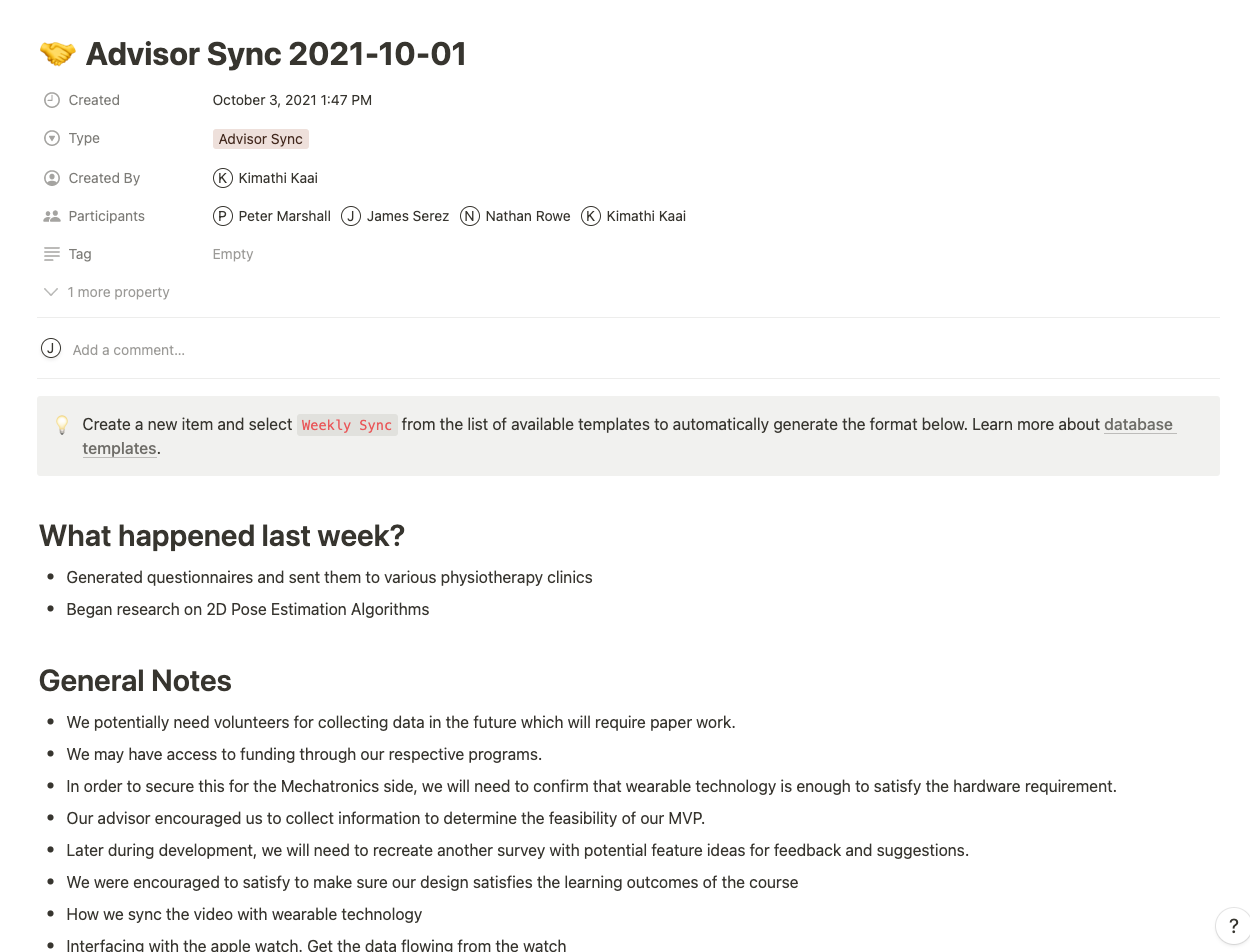 Advisor Sync 2021-10-01
Created October 3, 2021 1:47 PM
Type Advisor Sync
Created By K Kimathi Kaai
Participants P Peter Marshall J James Serez N Nathan Rowe K Kimathi Kaai
Tag Empty
1 more property
J Add a comment...
Create a new item and select Weekly Sync from the list of available templates to automatically generate the format below. Learn more about database
templates.
What happened last week?
• Generated questionnaires and sent them to various physiotherapy clinics
• Began research on 2D Pose Estimation Algorithms
General Notes
• We potentially need volunteers for collecting data in the future which will require paper work.
• We may have access to funding through our respective programs.
• In order to secure this for the Mechatronics side, we will need to confirm that wearable technology is enough to satisfy the hardware requirement.
• Our advisor encouraged us to collect information to determine the feasibility of our MVP.
• Later during development, we will need to recreate another survey with potential feature ideas for feedback and suggestions.
• We were encouraged to satisfy to make sure our design satisfies the learning outcomes of the course
• How we sync the video with wearable technology
• Interfacing with the apple watch. Get the data flowing from the watch
?